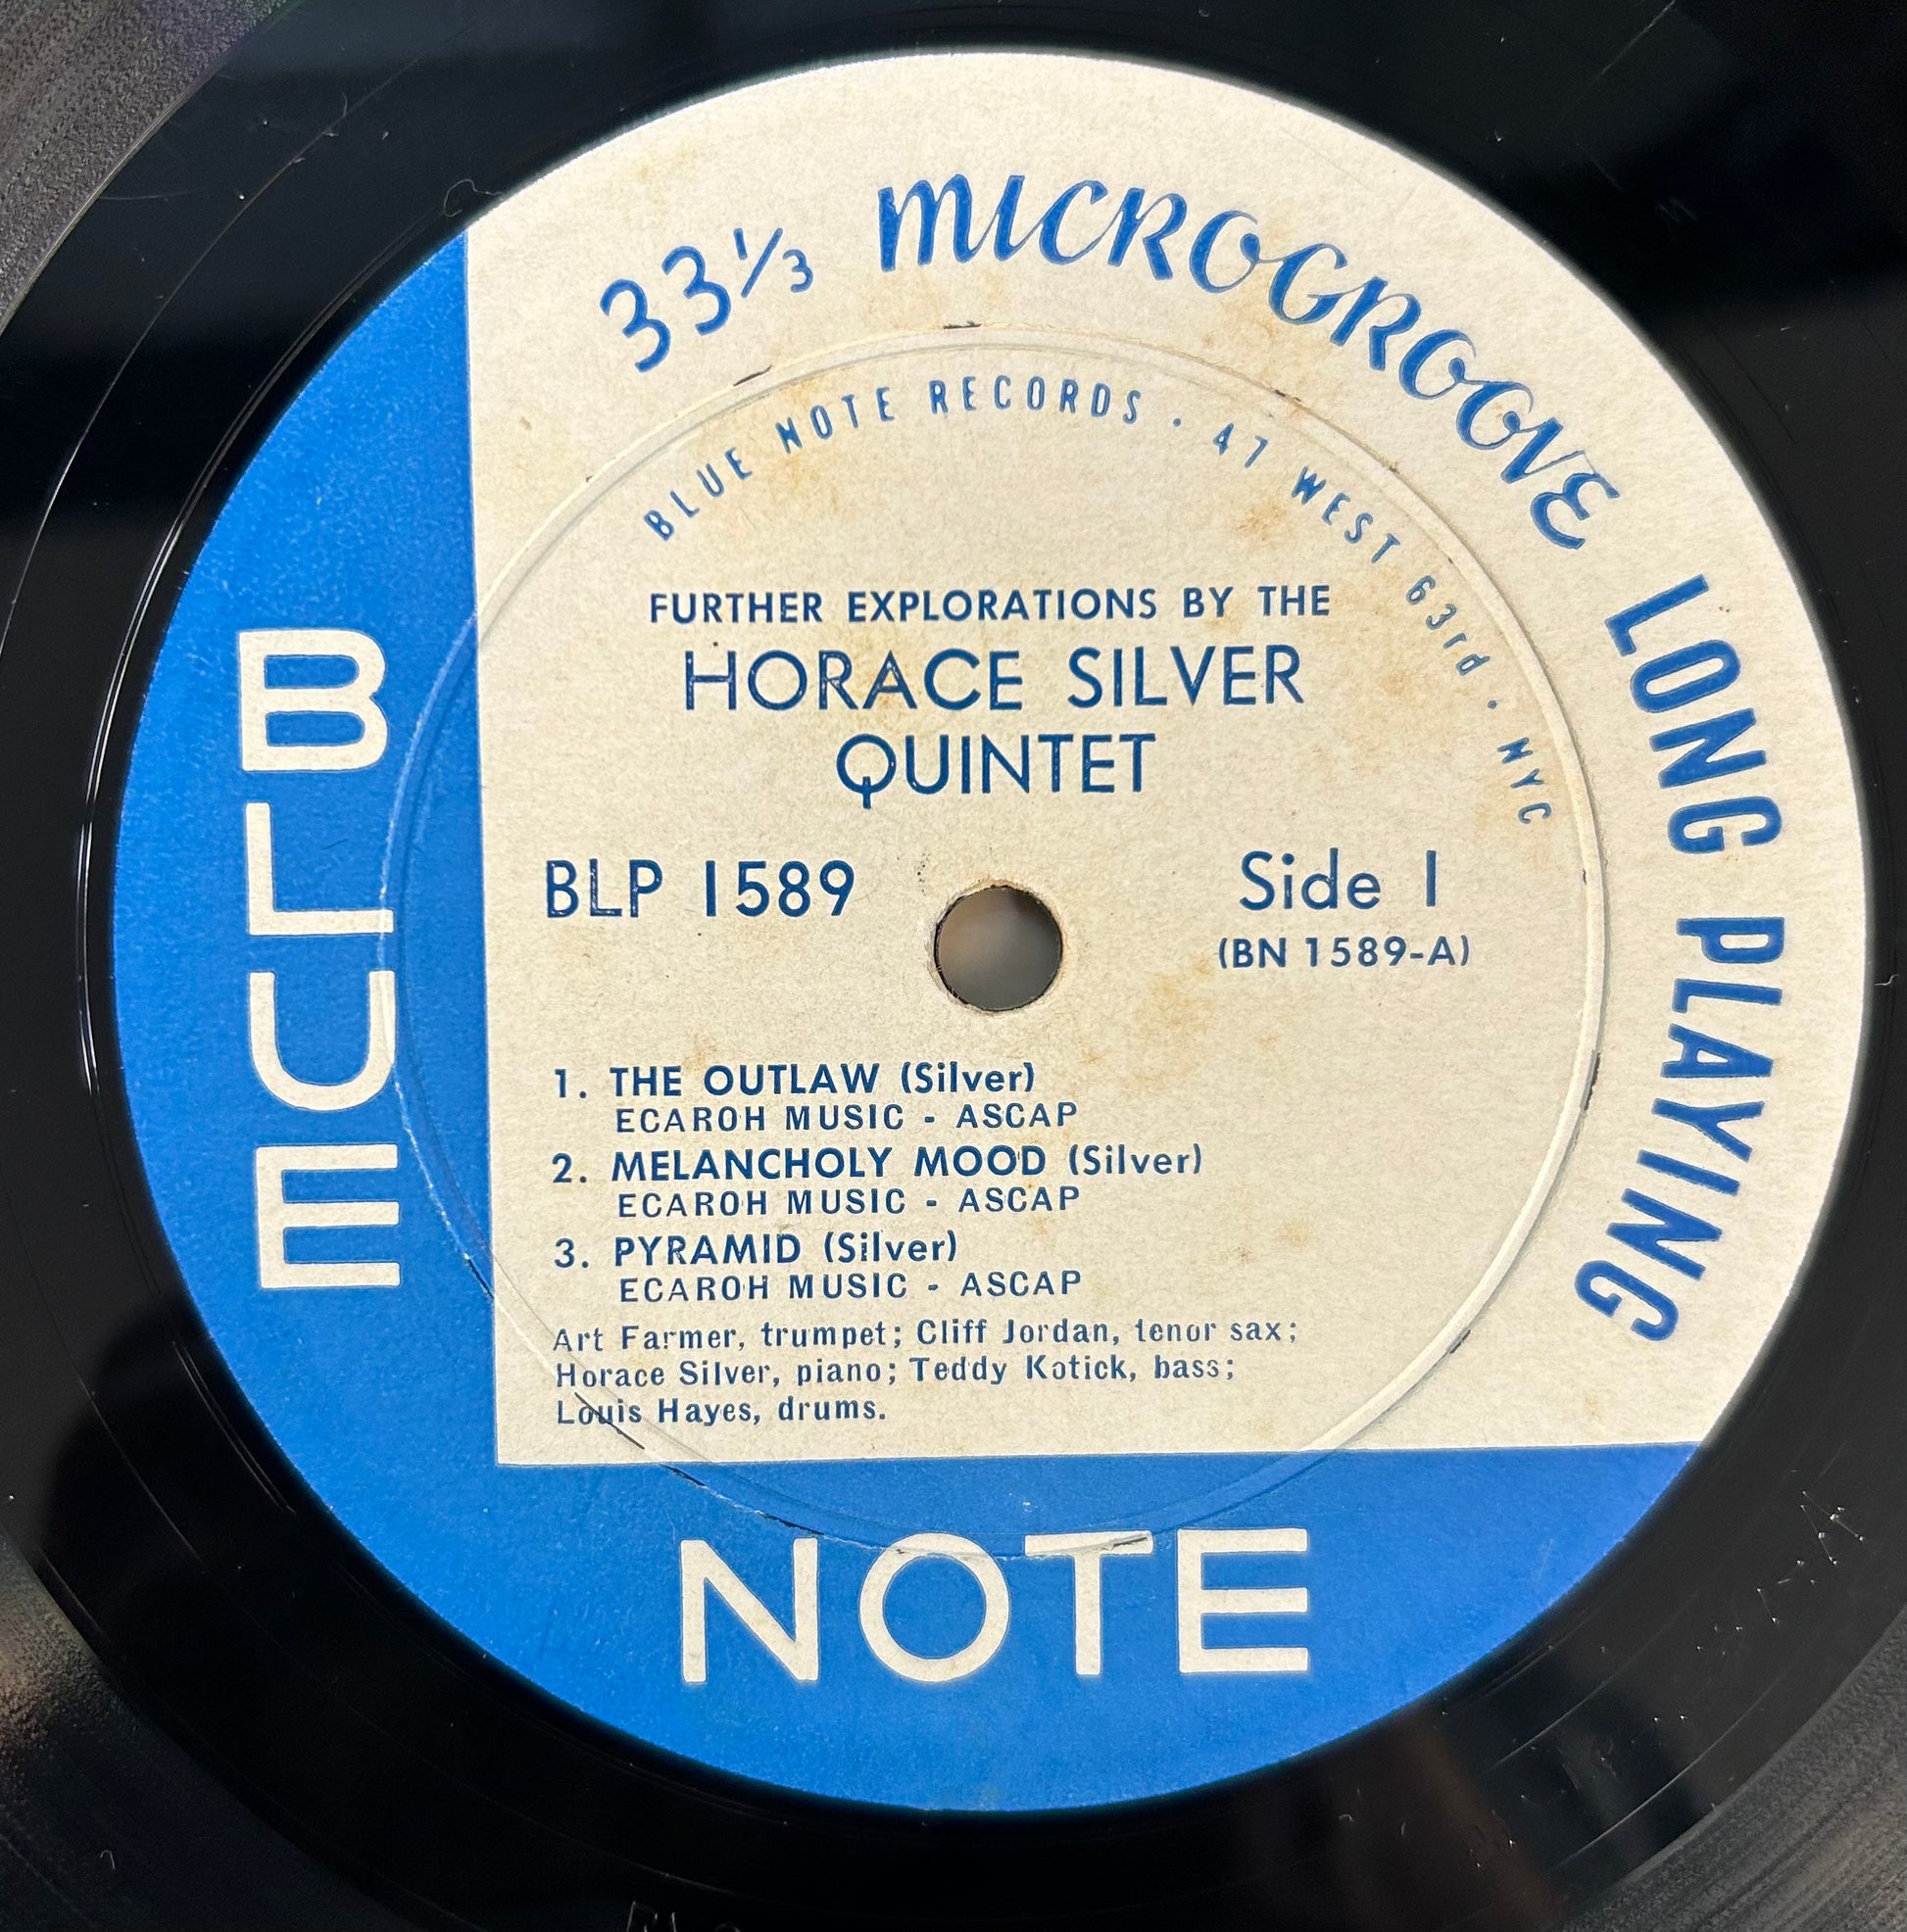 33⅓ MICROGROOVE LONG PLAYING
BLUE NOTE RECORDS · 47 WEST 63rd · NYC
FURTHER EXPLORATIONS BY THE
HORACE SILVER
QUINTET
BLP 1589
Side 1
(BN 1589-A)
1. THE OUTLAW (Silver)
ECAROH MUSIC - ASCAP
2. MELANCHOLY MOOD (Silver)
ECAROH MUSIC - ASCAP
3. PYRAMID (Silver)
ECAROH MUSIC - ASCAP
Art Farmer, trumpet; Cliff Jordan, tenor sax;
Horace Silver, piano; Teddy Kotick, bass;
Louis Hayes, drums.
BLUE
NOTE